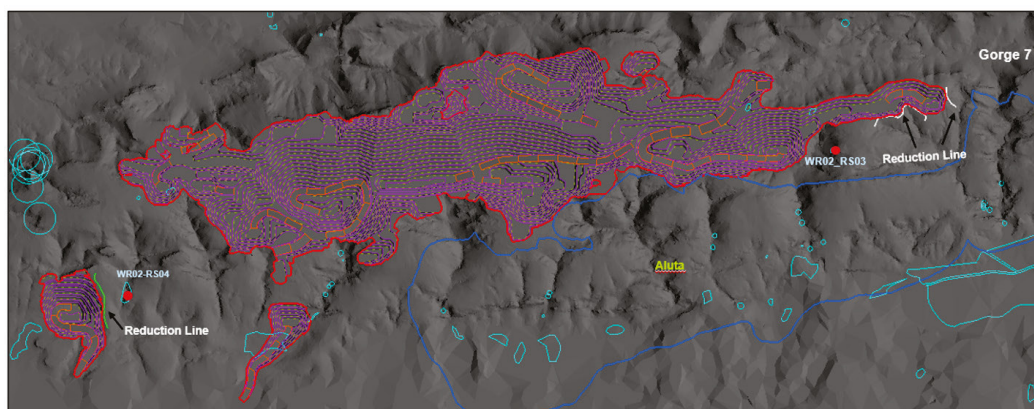 Gorge 7
WR02_RS03
Reduction Line
Aluta
WR02-RS04
Reduction Line